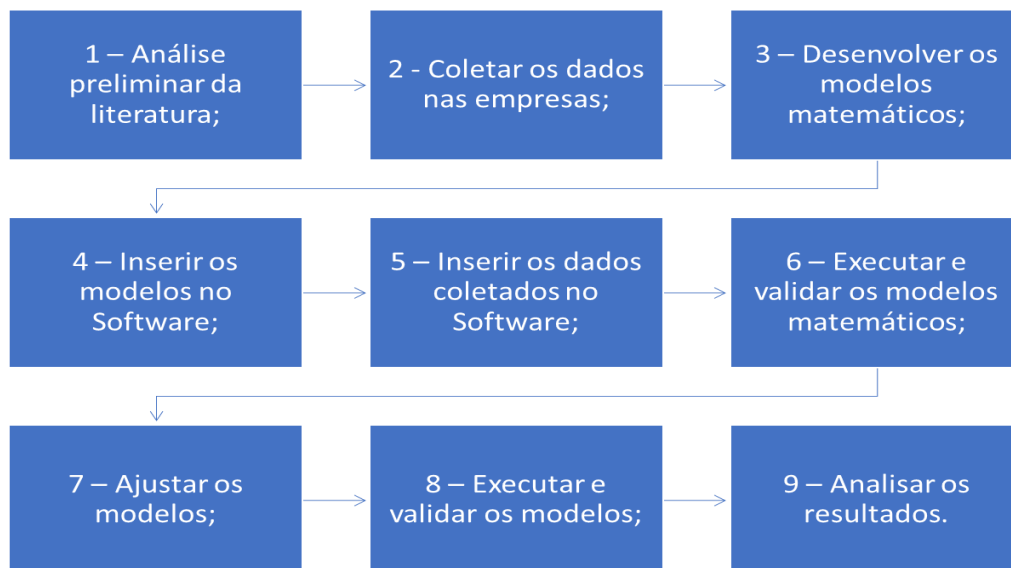 1 – Análise
preliminar da
literatura;
2 - Coletar os dados
nas empresas;
3 – Desenvolver os
modelos
matemáticos;
4 – Inserir os
modelos no
Software;
5 – Inserir os dados
coletados no
Software;
6 – Executar e
validar os modelos
matemáticos;
7 – Ajustar os
modelos;
8 – Executar e
validar os modelos;
9 – Analisar os
resultados.